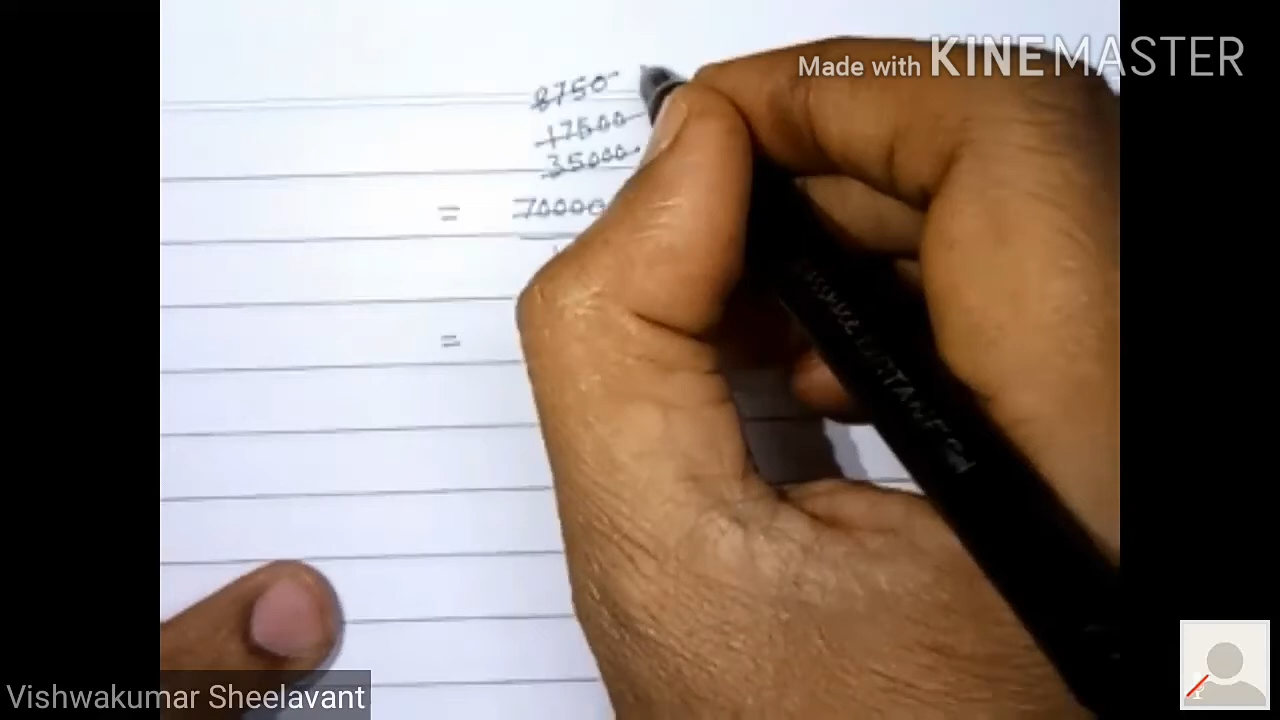 Made with KINEMASTER
8750
17500
35000
= 70000
=
Vishwakumar Sheelavant